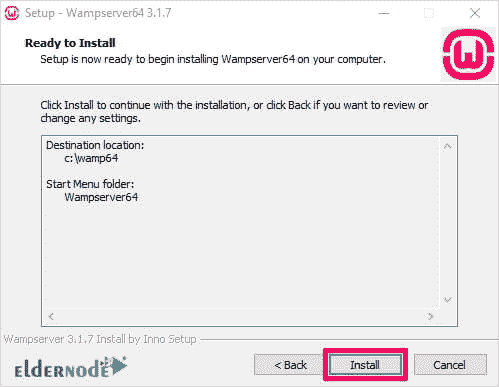 Setup - Wampserver64 3.1.7
Ready to Install
Setup is now ready to begin installing Wampserver64 on your computer.
Click Install to continue with the installation, or click Back if you want to review or
change any settings.
Destination location:
c:\wamp64
Start Menu folder:
Wampserver64
Wampserver 3.1.7 Install by Inno Setup
eLDeRNODe
< Back
Install
Cancel